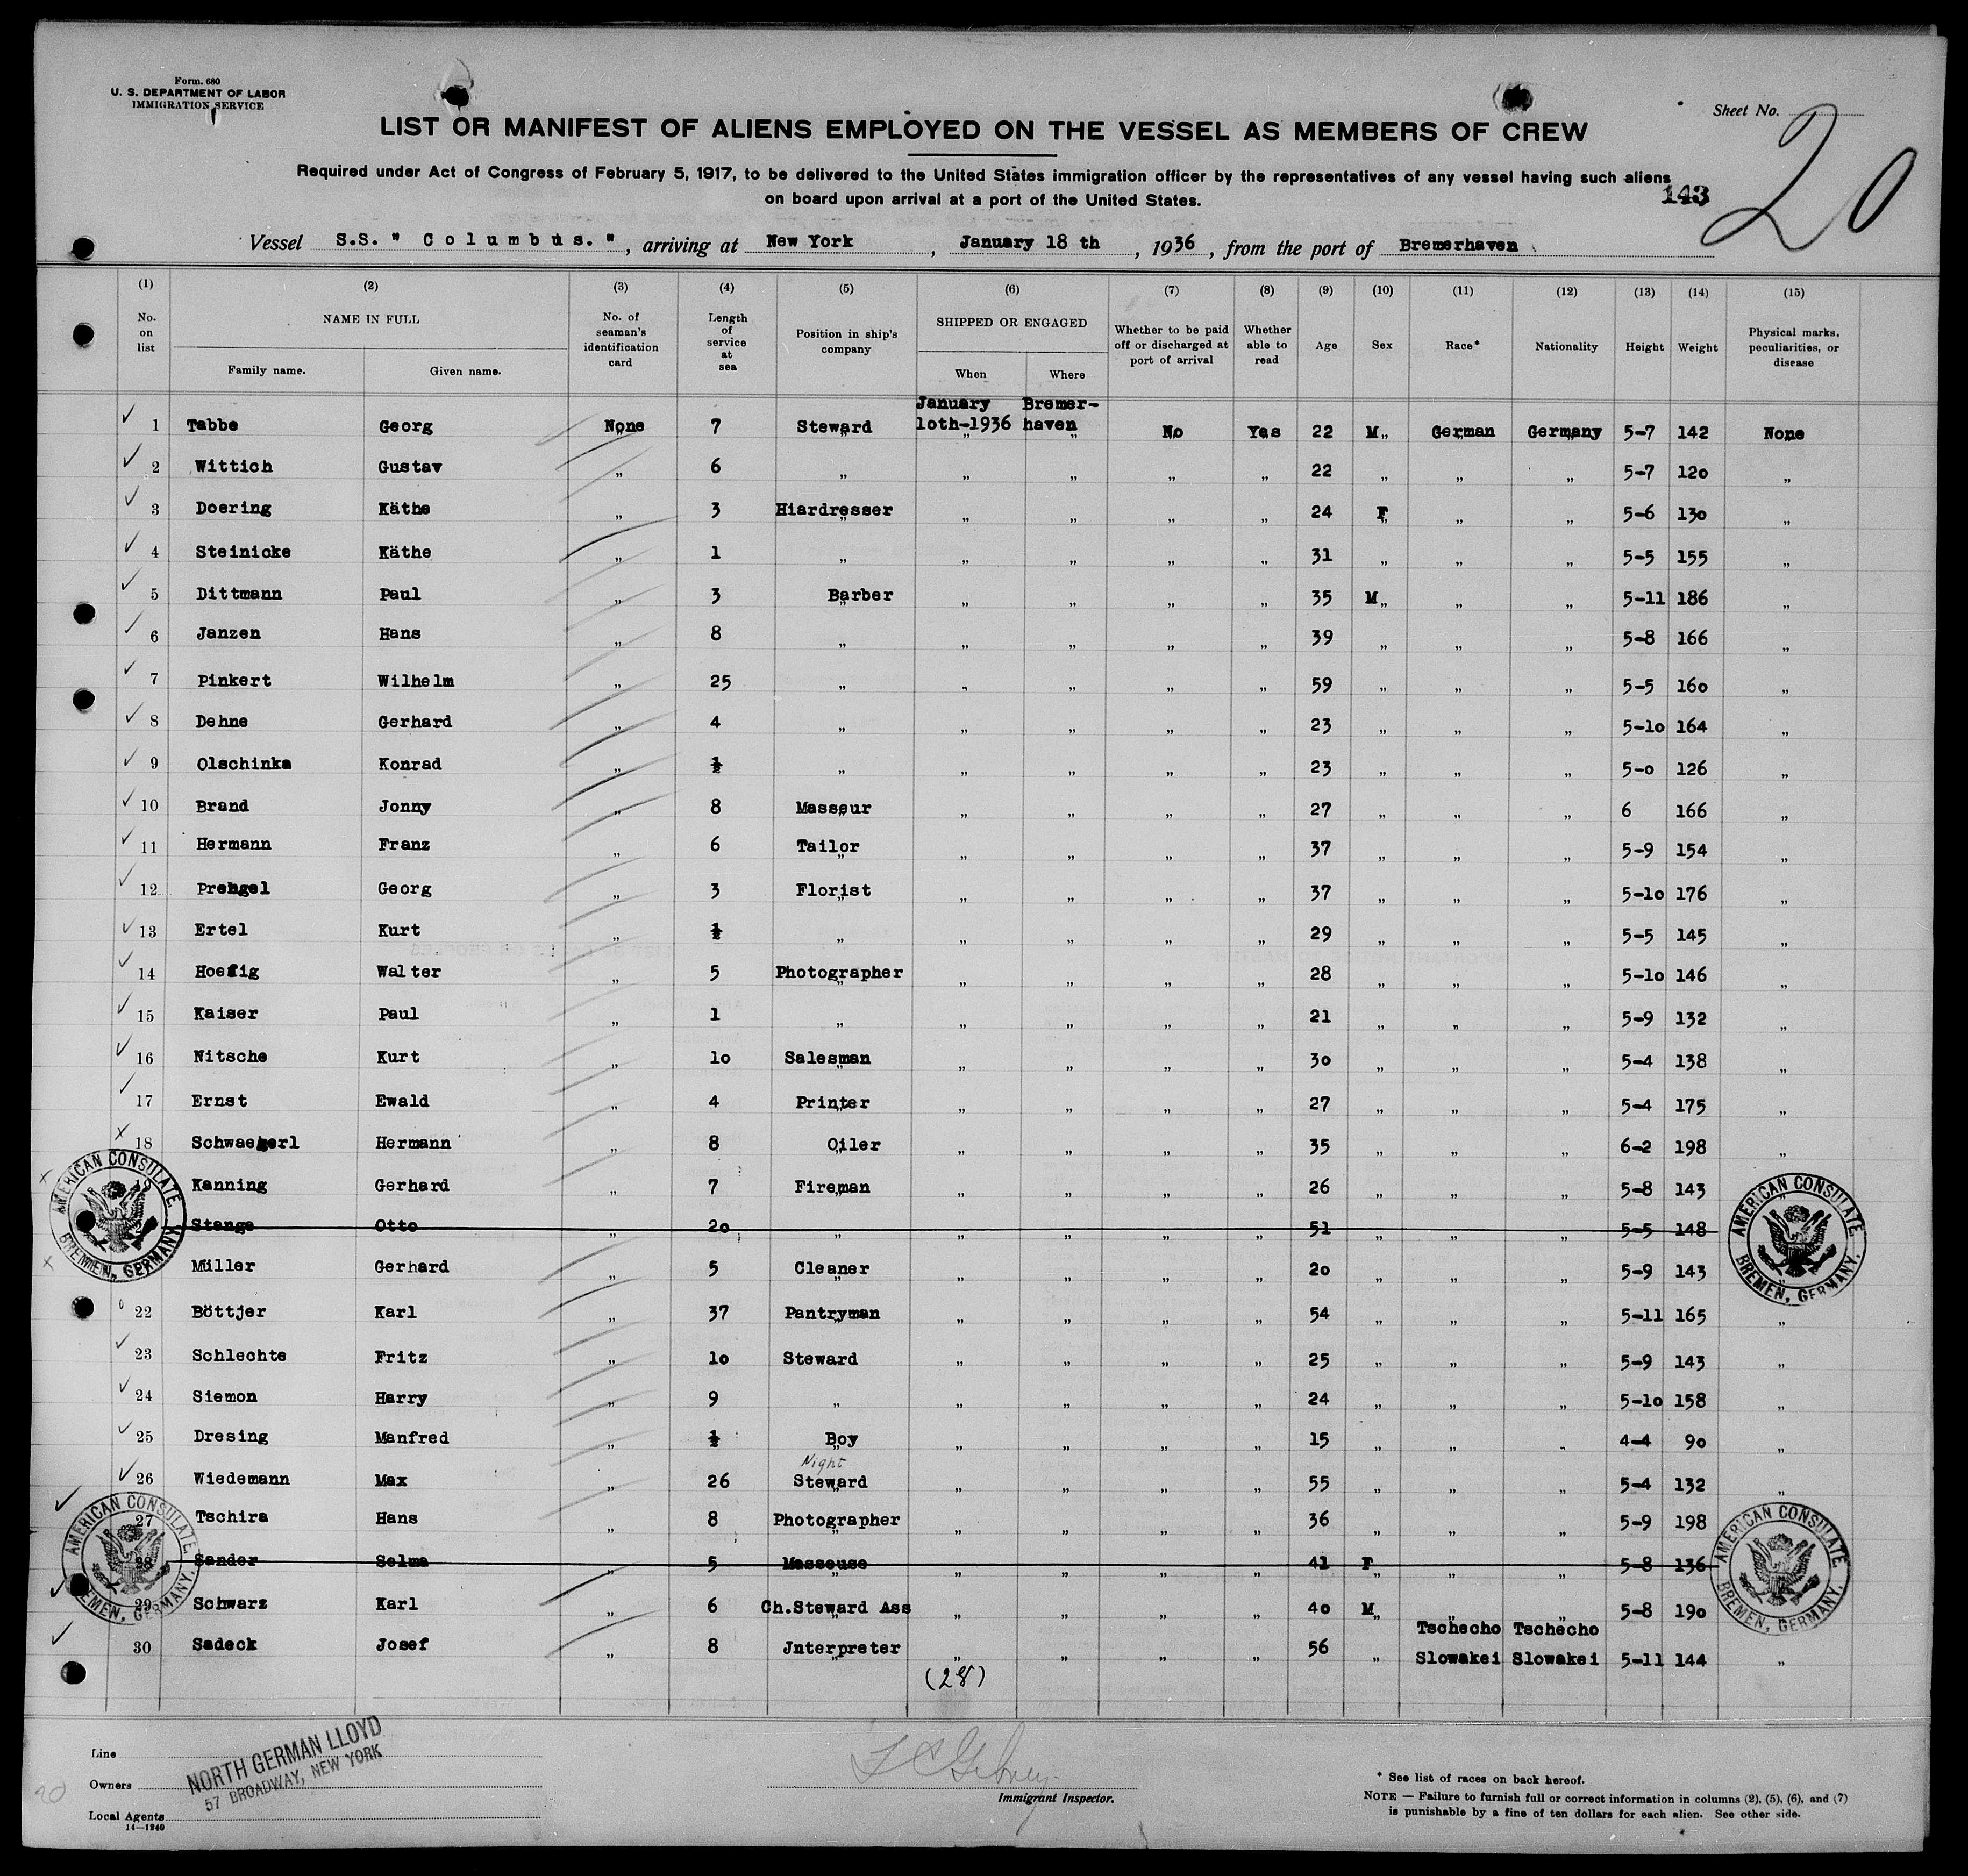 Form. 680
U. S. DEPARTMENT OF LABOR
IMMIGRATION SERVICE
Sheet No. 20
LIST OR MANIFEST OF ALIENS EMPLOYED ON THE VESSEL AS MEMBERS OF CREW
Required under Act of Congress of February 5, 1917, to be delivered to the United States immigration officer by the representatives of any vessel having such aliens
on board upon arrival at a port of the United States.
143
Vessel S.S. " Columbus. ", arriving at New York, January 18 th, 1936, from the port of Bremerhaven
(1) (2) (3) (4) (5) (6) (7) (8) (9) (10) (11) (12) (13) (14) (15)
No. on list NAME IN FULL Family name. Given name. No. of seaman's identification card Length of service at sea Position in ship's company SHIPPED OR ENGAGED When Where Whether to be paid off or discharged at port of arrival Whether able to read Age Sex Race* Nationality Height Weight Physical marks, peculiarities, or disease
January Bremer-
1 Tabbe Georg None 7 Steward loth-1936 haven No Yes 22 M German Germany 5-7 142 None
2 Wittich Gustav „ 6 „ „ „ „ „ 22 „ „ „ 5-7 120 „
3 Doering Käthe „ 3 Hiardresser „ „ „ „ 24 F „ „ 5-6 130 „
4 Steinicke Käthe „ 1 „ „ „ „ „ 31 „ „ „ 5-5 155 „
5 Dittmann Paul „ 3 Barber „ „ „ „ 35 M „ „ 5-11 186 „
6 Janzen Hans „ 8 „ „ „ „ „ 39 „ „ „ 5-8 166 „
7 Pinkert Wilhelm „ 25 „ „ „ „ „ 59 „ „ „ 5-5 160 „
8 Dehne Gerhard „ 4 „ „ „ „ „ 23 „ „ „ 5-10 164 „
9 Olschinka Konrad „ ½ „ „ „ „ „ 23 „ „ „ 5-0 126 „
10 Brand Jonny „ 8 Masseur „ „ „ „ 27 „ „ „ 6 166 „
11 Hermann Franz „ 6 Tailor „ „ „ „ 37 „ „ „ 5-9 154 „
12 Prengel Georg „ 3 Florist „ „ „ „ 37 „ „ „ 5-10 176 „
13 Ertel Kurt „ ½ „ „ „ „ „ 29 „ „ „ 5-5 145 „
14 Hoefig Walter „ 5 Photographer „ „ „ „ 28 „ „ „ 5-10 146 „
15 Kaiser Paul „ 1 „ „ „ „ „ 21 „ „ „ 5-9 132 „
16 Nitsche Kurt „ 10 Salesman „ „ „ „ 30 „ „ „ 5-4 138 „
17 Ernst Ewald „ 4 Printer „ „ „ „ 27 „ „ „ 5-4 175 „
18 Schwaegerl Hermann „ 8 Oiler „ „ „ „ 35 „ „ „ 6-2 198 „
19 Kanning Gerhard „ 7 Fireman „ „ „ „ 26 „ „ „ 5-8 143
Stange Otto „ 20 „ „ „ „ „ 51 „ „ „ 5-5 148
21 Müller Gerhard „ 5 Cleaner „ „ „ „ 20 „ „ „ 5-9 143 „
22 Böttjer Karl „ 37 Pantryman „ „ „ „ 54 „ „ „ 5-11 165 „
23 Schlechte Fritz „ 10 Steward „ „ „ „ 25 „ „ „ 5-9 143 „
24 Siemon Harry „ 9 „ „ „ „ „ 24 „ „ „ 5-10 158 „
25 Dresing Manfred „ ½ Boy „ „ „ „ 15 „ „ „ 4-4 90 „
Night
26 Wiedemann Max „ 26 Steward „ „ „ „ 55 „ „ „ 5-4 132 „
27 Tschira Hans „ 8 Photographer „ „ „ „ 36 „ „ „ 5-9 198
28 Sander Selma „ 5 Masseuse „ „ „ „ 41 F „ „ 5-8 136
29 Schwarz Karl „ 6 Ch.Steward Ass „ „ „ „ 40 M „ „ 5-8 190
Tschecho Tschecho
30 Sadeck Josef „ 8 Jnterpreter „ „ „ „ 56 „ Slowakei Slowakei 5-11 144 „
(28)
AMERICAN CONSULATE BREMEN, GERMANY.
AMERICAN CONSULATE BREMEN, GERMANY.
AMERICAN CONSULATE BREMEN, GERMANY.
AMERICAN CONSULATE BREMEN, GERMANY.
Line
Owners
Local Agents
14—1240
NORTH GERMAN LLOYD
57 BROADWAY, NEW YORK
20
Immigrant Inspector.
* See list of races on back hereof.
NOTE — Failure to furnish full or correct information in columns (2), (5), (6), and (7)
is punishable by a fine of ten dollars for each alien. See other side.